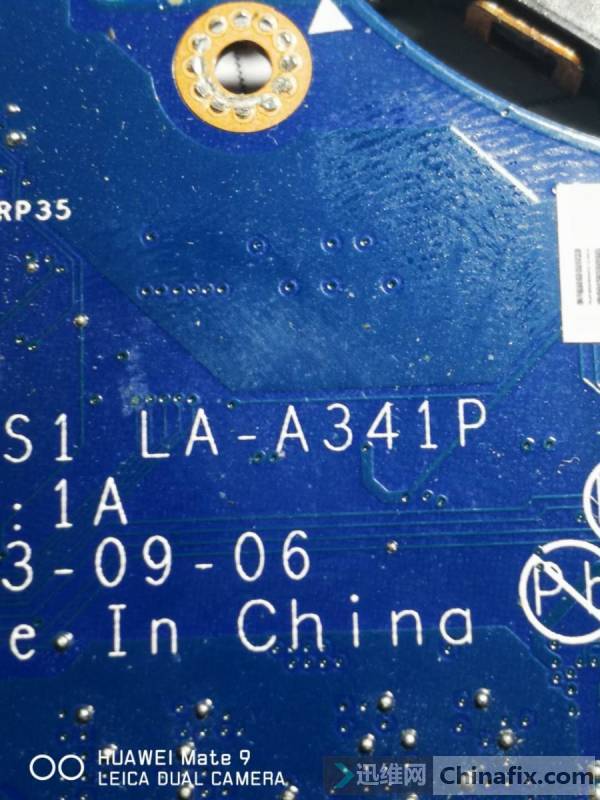 RP35
S1 LA-A341P
:1A
3-09-06
e In China
Pb
HUAWEI Mate 9
LEICA DUAL CAMERA
迅维网 Chinafix.com